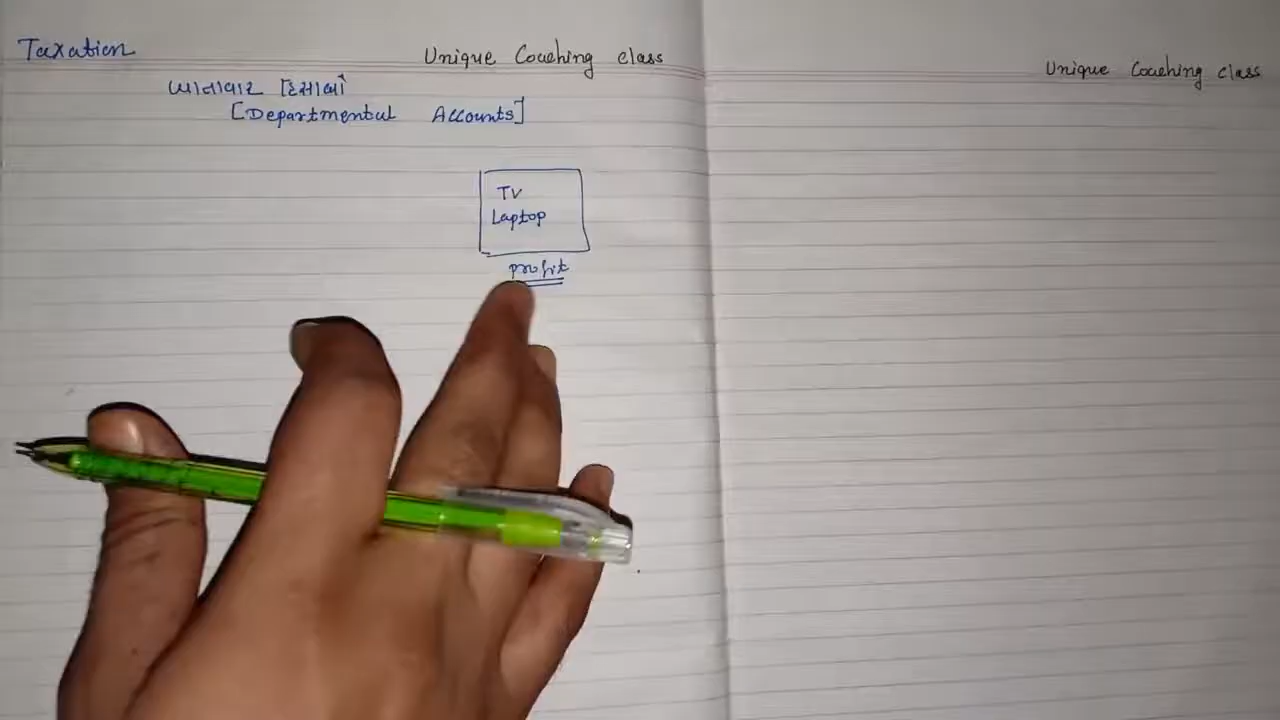 Taxation
Unique Coaching class
ખાતાવાર હિસાબો
[Departmental Accounts]
TV
Laptop
profit
Unique Coaching class